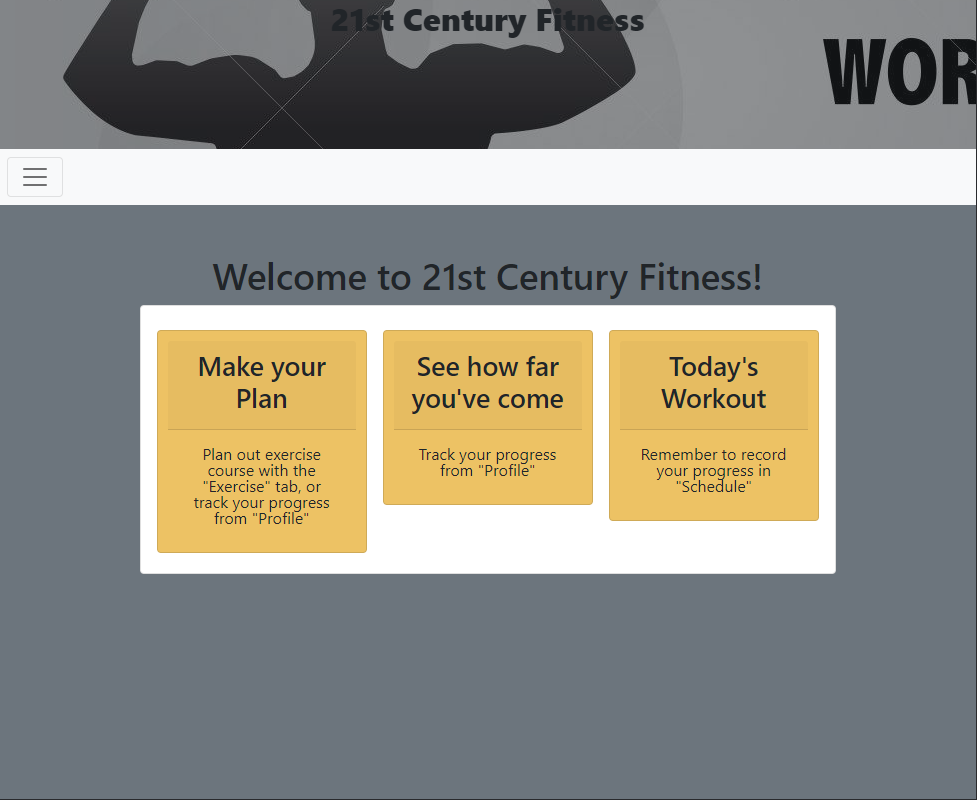 21st Century Fitness
WOR
Welcome to 21st Century Fitness!
Make your
Plan
Plan out exercise
course with the
"Exercise" tab, or
track your progress
from "Profile"
See how far
you've come
Track your progress
from "Profile"
Today's
Workout
Remember to record
your progress in
"Schedule"